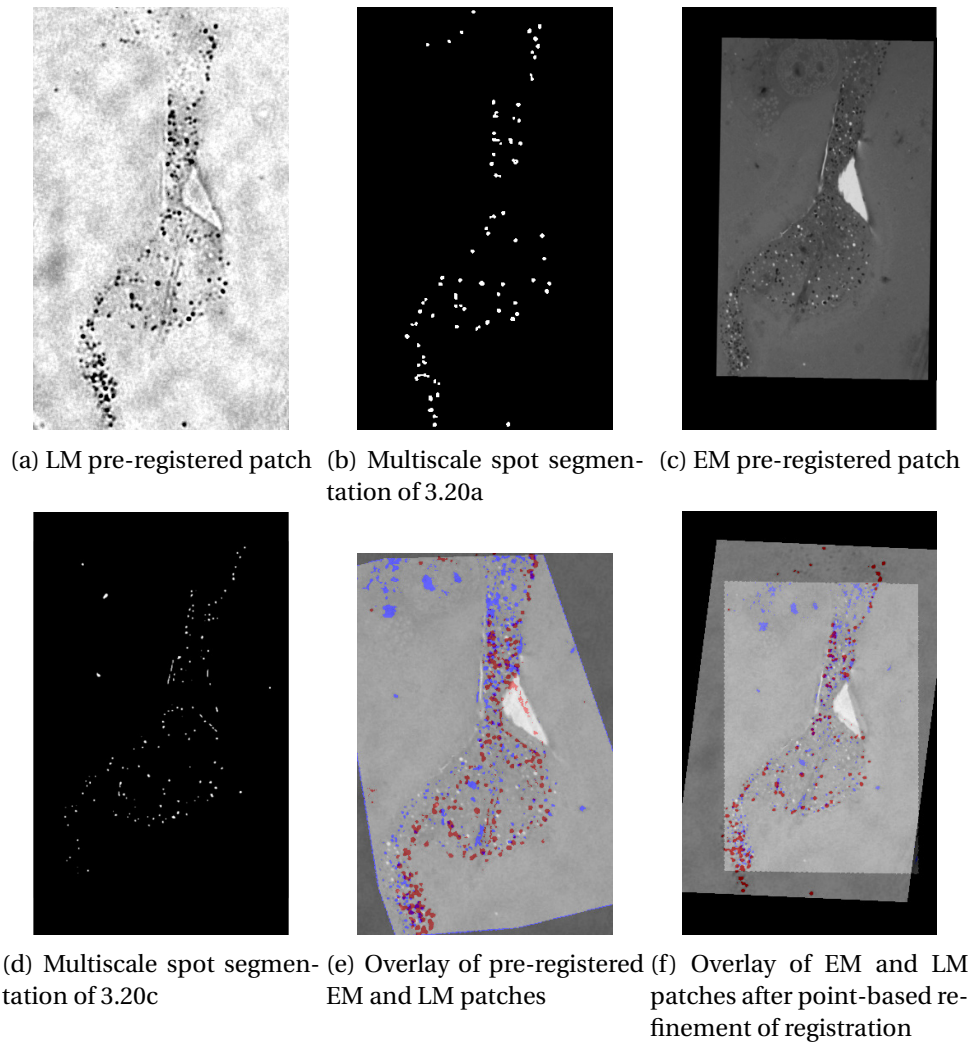 (a) LM pre-registered patch
(b) Multiscale spot segmen-
tation of 3.20a
(c) EM pre-registered patch
(d) Multiscale spot segmen-
tation of 3.20c
(e) Overlay of pre-registered
EM and LM patches
(f) Overlay of EM and LM
patches after point-based re-
finement of registration